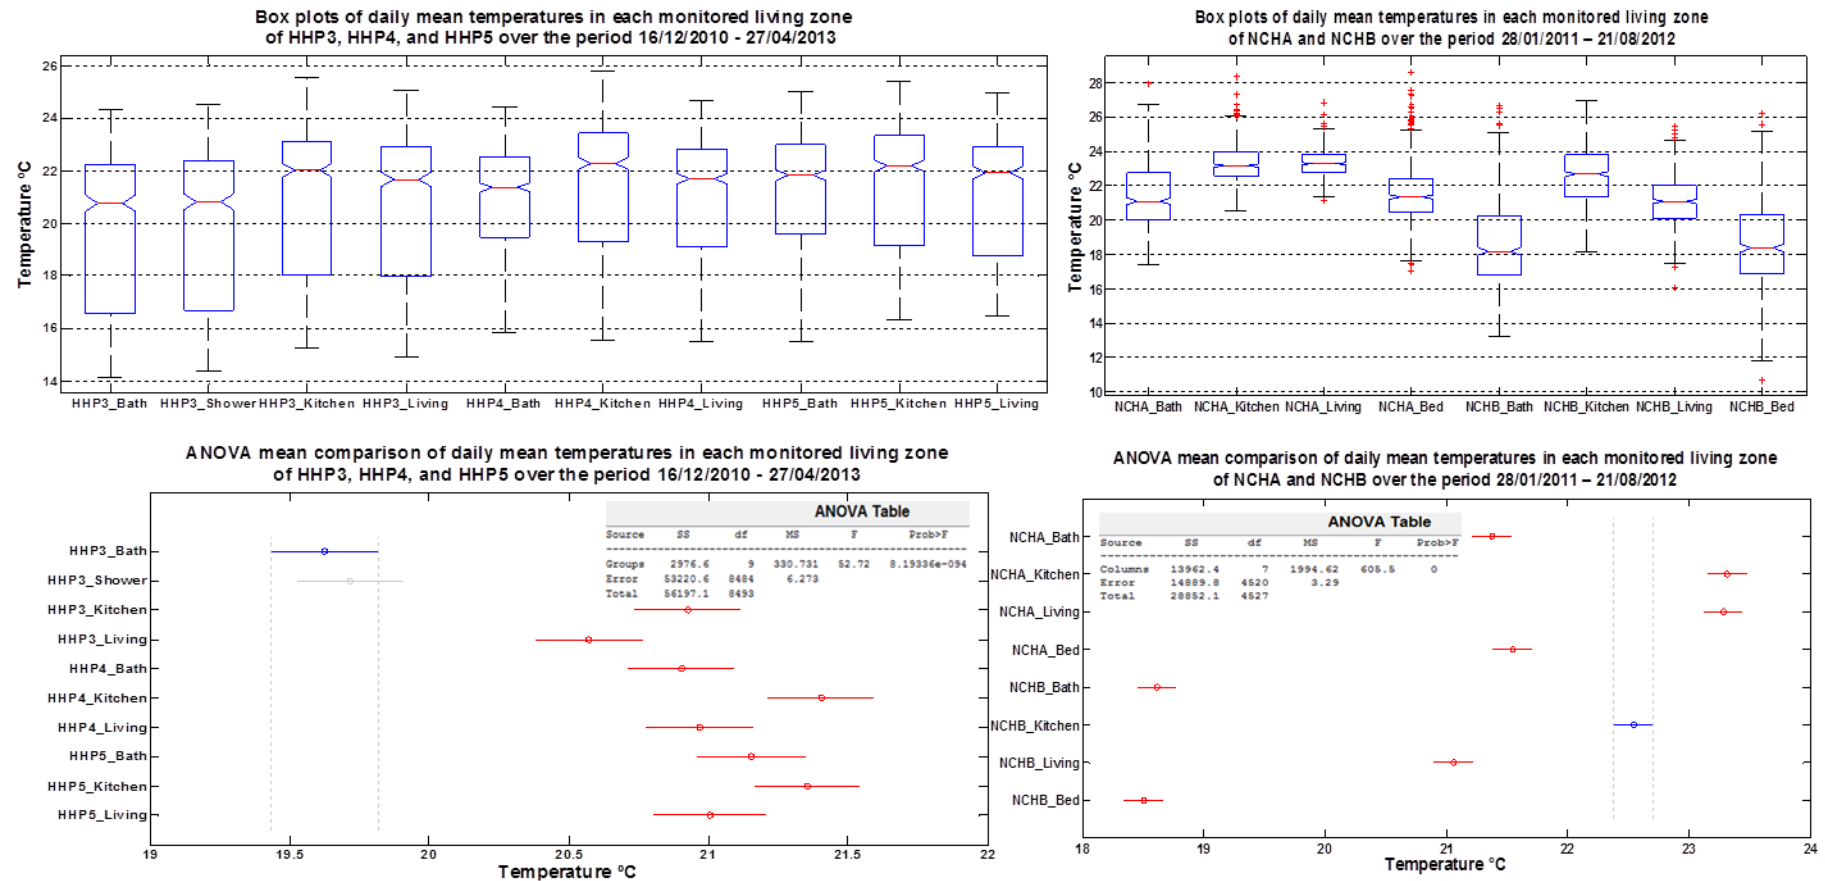 Box plots of daily mean temperatures in each monitored living zone
of HHP3, HHP4, and HHP5 over the period 16/12/2010 - 27/04/2013
26
24
22
20
18
16
14
Temperature ºC
HHP3_Bath HHP3_Shower HHP3_Kitchen HHP3_Living HHP4_Bath HHP4_Kitchen HHP4_Living HHP5_Bath HHP5_Kitchen HHP5_Living
Box plots of daily mean temperatures in each monitored living zone
of NCHA and NCHB over the period 28/01/2011 – 21/08/2012
28
26
24
22
20
18
16
14
12
10
Temperature ºC
NCHA_Bath NCHA_Kitchen NCHA_Living NCHA_Bed NCHB_Bath NCHB_Kitchen NCHB_Living NCHB_Bed
ANOVA mean comparison of daily mean temperatures in each monitored living zone
of HHP3, HHP4, and HHP5 over the period 16/12/2010 - 27/04/2013
ANOVA Table
Source SS df MS F Prob>F
Groups 2976.6 9 330.731 52.72 8.19336e-094
Error 53220.6 8484 6.273
Total 56197.1 8493
HHP3_Bath
HHP3_Shower
HHP3_Kitchen
HHP3_Living
HHP4_Bath
HHP4_Kitchen
HHP4_Living
HHP5_Bath
HHP5_Kitchen
HHP5_Living
19 19.5 20 20.5 21 21.5 22
Temperature ºC
ANOVA mean comparison of daily mean temperatures in each monitored living zone
of NCHA and NCHB over the period 28/01/2011 – 21/08/2012
ANOVA Table
Source SS df MS F Prob>F
Columns 13962.4 7 1994.62 605.5 0
Error 14889.8 4520 3.29
Total 28852.1 4527
NCHA_Bath
NCHA_Kitchen
NCHA_Living
NCHA_Bed
NCHB_Bath
NCHB_Kitchen
NCHB_Living
NCHB_Bed
18 19 20 21 22 23 24
Temperature ºC